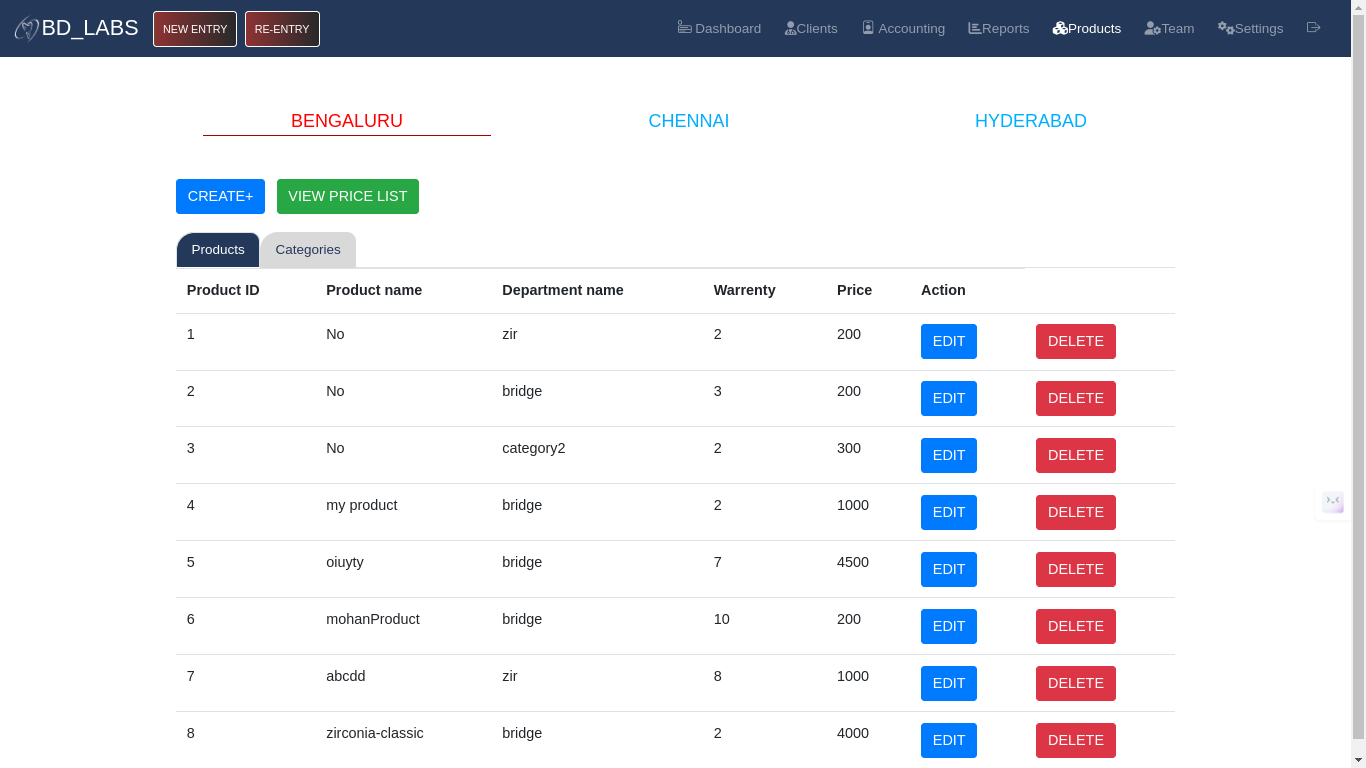 BD_LABS NEW ENTRY RE-ENTRY Dashboard Clients Accounting Reports Products Team Settings
BENGALURU CHENNAI HYDERABAD
CREATE+ VIEW PRICE LIST
Products Categories
Product ID Product name Department name Warrenty Price Action
1 No zir 2 200 EDIT DELETE
2 No bridge 3 200 EDIT DELETE
3 No category2 2 300 EDIT DELETE
4 my product bridge 2 1000 EDIT DELETE
5 oiuyty bridge 7 4500 EDIT DELETE
6 mohanProduct bridge 10 200 EDIT DELETE
7 abcdd zir 8 1000 EDIT DELETE
8 zirconia-classic bridge 2 4000 EDIT DELETE